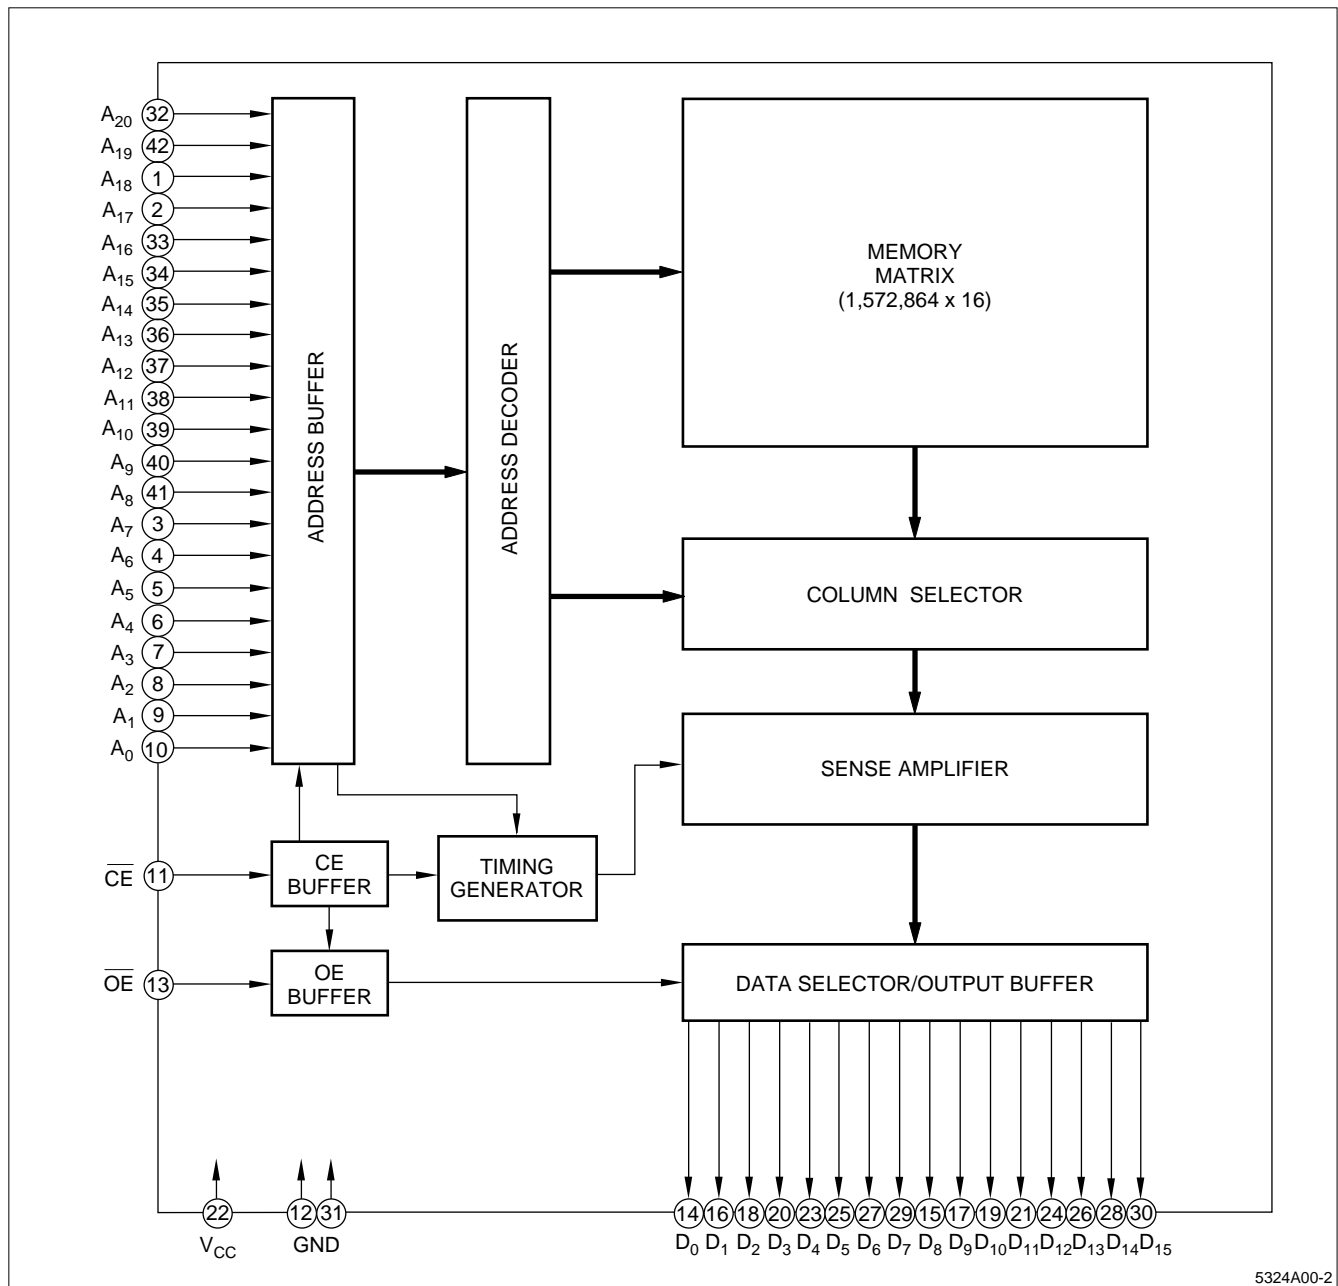 A20 32
A19 42
A18 1
A17 2
A16 33
A15 34
A14 35
A13 36
A12 37
A11 38
A10 39
A9 40
A8 41
A7 3
A6 4
A5 5
A4 6
A3 7
A2 8
A1 9
A0 10
ADDRESS BUFFER
ADDRESS DECODER
MEMORY
MATRIX
(1,572,864 x 16)
COLUMN SELECTOR
SENSE AMPLIFIER
CE 11
CE
BUFFER
TIMING
GENERATOR
OE 13
OE
BUFFER
DATA SELECTOR/OUTPUT BUFFER
22 12 31 14 16 18 20 23 25 27 29 15 17 19 21 24 26 28 30
VCC GND D0 D1 D2 D3 D4 D5 D6 D7 D8 D9 D10 D11 D12 D13 D14 D15
5324A00-2